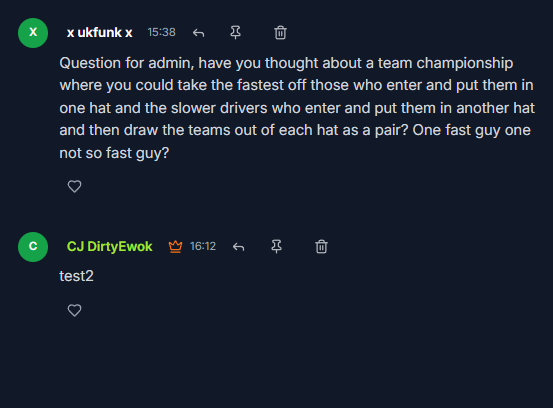 X
x ukfunk x 15:38
Question for admin, have you thought about a team championship
where you could take the fastest off those who enter and put them in
one hat and the slower drivers who enter and put them in another hat
and then draw the teams out of each hat as a pair? One fast guy one
not so fast guy?
C
CJ DirtyEwok 16:12
test2